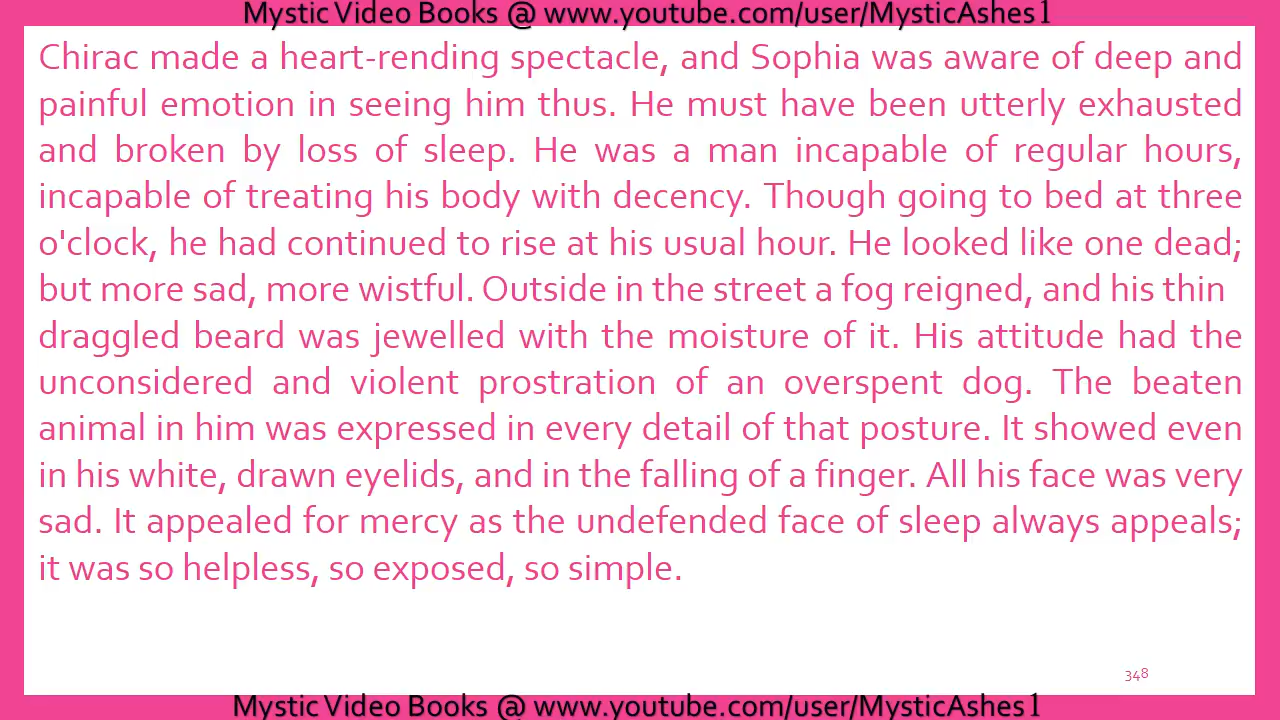 Mystic Video Books @ www.youtube.com/user/MysticAshes1
Chirac made a heart-rending spectacle, and Sophia was aware of deep and
painful emotion in seeing him thus. He must have been utterly exhausted
and broken by loss of sleep. He was a man incapable of regular hours,
incapable of treating his body with decency. Though going to bed at three
o'clock, he had continued to rise at his usual hour. He looked like one dead;
but more sad, more wistful. Outside in the street a fog reigned, and his thin
draggled beard was jewelled with the moisture of it. His attitude had the
unconsidered and violent prostration of an overspent dog. The beaten
animal in him was expressed in every detail of that posture. It showed even
in his white, drawn eyelids, and in the falling of a finger. All his face was very
sad. It appealed for mercy as the undefended face of sleep always appeals;
it was so helpless, so exposed, so simple.
348
Mystic Video Books @ www.youtube.com/user/MysticAshes1